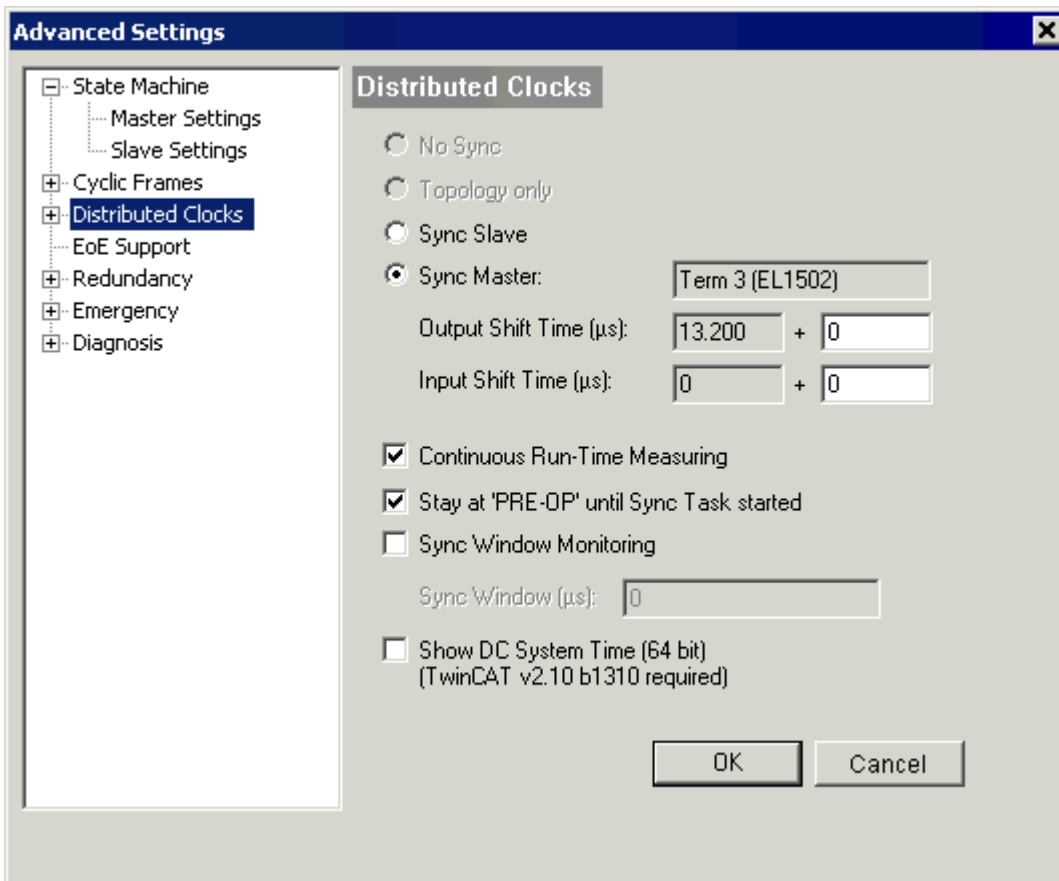 Advanced Settings
State Machine
Master Settings
Slave Settings
Cyclic Frames
Distributed Clocks
EoE Support
Redundancy
Emergency
Diagnosis
Distributed Clocks
No Sync
Topology only
Sync Slave
Sync Master: Term 3 (EL1502)
Output Shift Time (µs): 13.200 + 0
Input Shift Time (µs): 0 + 0
Continuous Run-Time Measuring
Stay at 'PRE-OP' until Sync Task started
Sync Window Monitoring
Sync Window (µs): 0
Show DC System Time (64 bit)
(TwinCAT v2.10 b1310 required)
OK Cancel